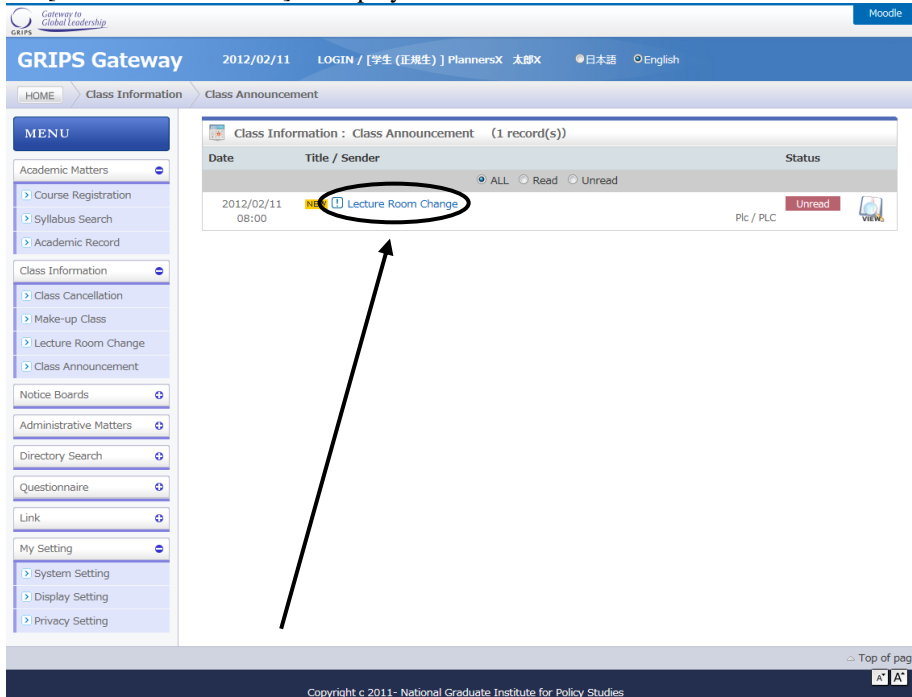 Gateway to
Global Leadership
GRIPS
Moodle
GRIPS Gateway
2012/02/11 LOGIN / [学生 (正規生) ] PlannersX 太郎X 日本語 English
HOME Class Information Class Announcement
MENU
Academic Matters
Course Registration
Syllabus Search
Academic Record
Class Information
Class Cancellation
Make-up Class
Lecture Room Change
Class Announcement
Notice Boards
Administrative Matters
Directory Search
Questionnaire
Link
My Setting
System Setting
Display Setting
Privacy Setting
Class Information : Class Announcement (1 record(s))
Date Title / Sender Status
ALL Read Unread
2012/02/11
08:00
NEW Lecture Room Change
Plc / PLC
Unread
VIEW
Top of pag
A- A+
Copyright c 2011- National Graduate Institute for Policy Studies